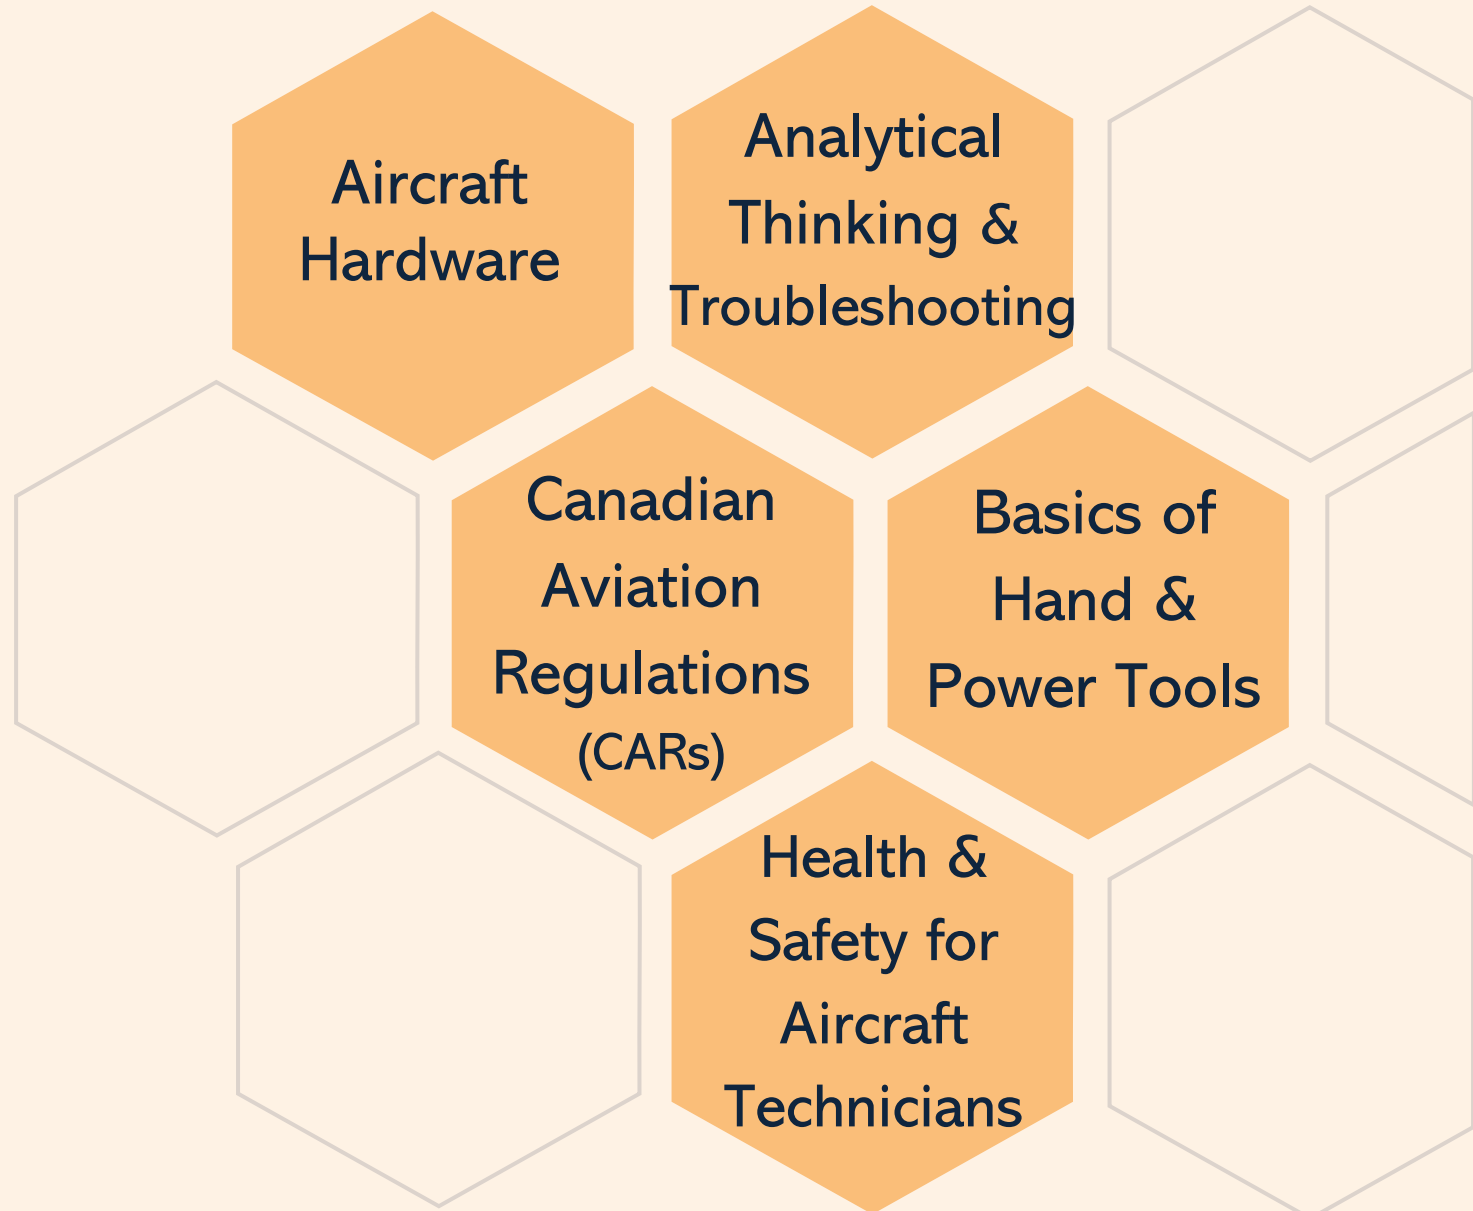 Aircraft
Hardware
Analytical
Thinking &
Troubleshooting
Canadian
Aviation
Regulations
(CARs)
Basics of
Hand &
Power Tools
Health &
Safety for
Aircraft
Technicians